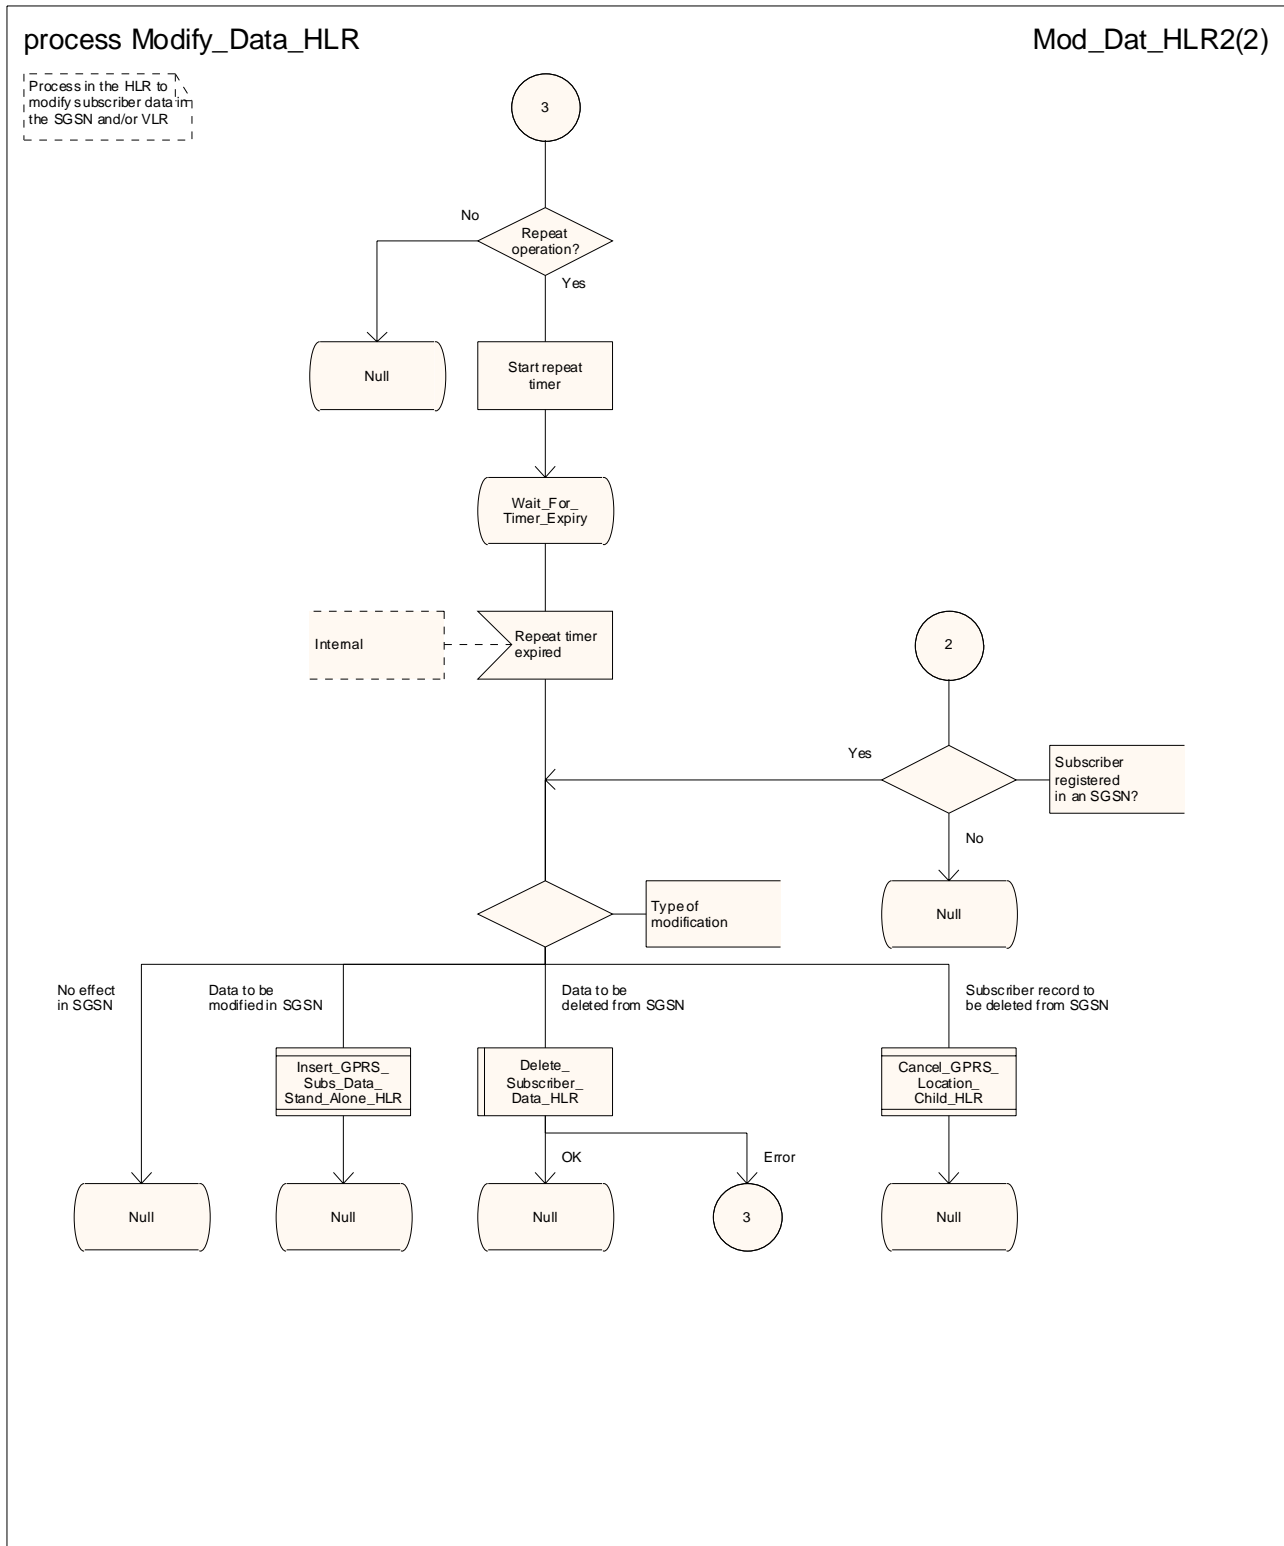 process Modify_Data_HLR
Mod_Dat_HLR2(2)
Process in the HLR to
modify subscriber data in
the SGSN and/or VLR
3
No
Repeat
operation?
Yes
Null
Start repeat
timer
Wait_For_
Timer_Expiry
Internal
Repeat timer
expired
2
Yes
Subscriber
registered
in an SGSN?
No
Type of
modification
Null
No effect
in SGSN
Data to be
modified in SGSN
Data to be
deleted from SGSN
Subscriber record to
be deleted from SGSN
Insert_GPRS_
Subs_Data_
Stand_Alone_HLR
Delete_
Subscriber_
Data_HLR
Cancel_GPRS_
Location_
Child_HLR
OK
Error
Null
Null
Null
3
Null